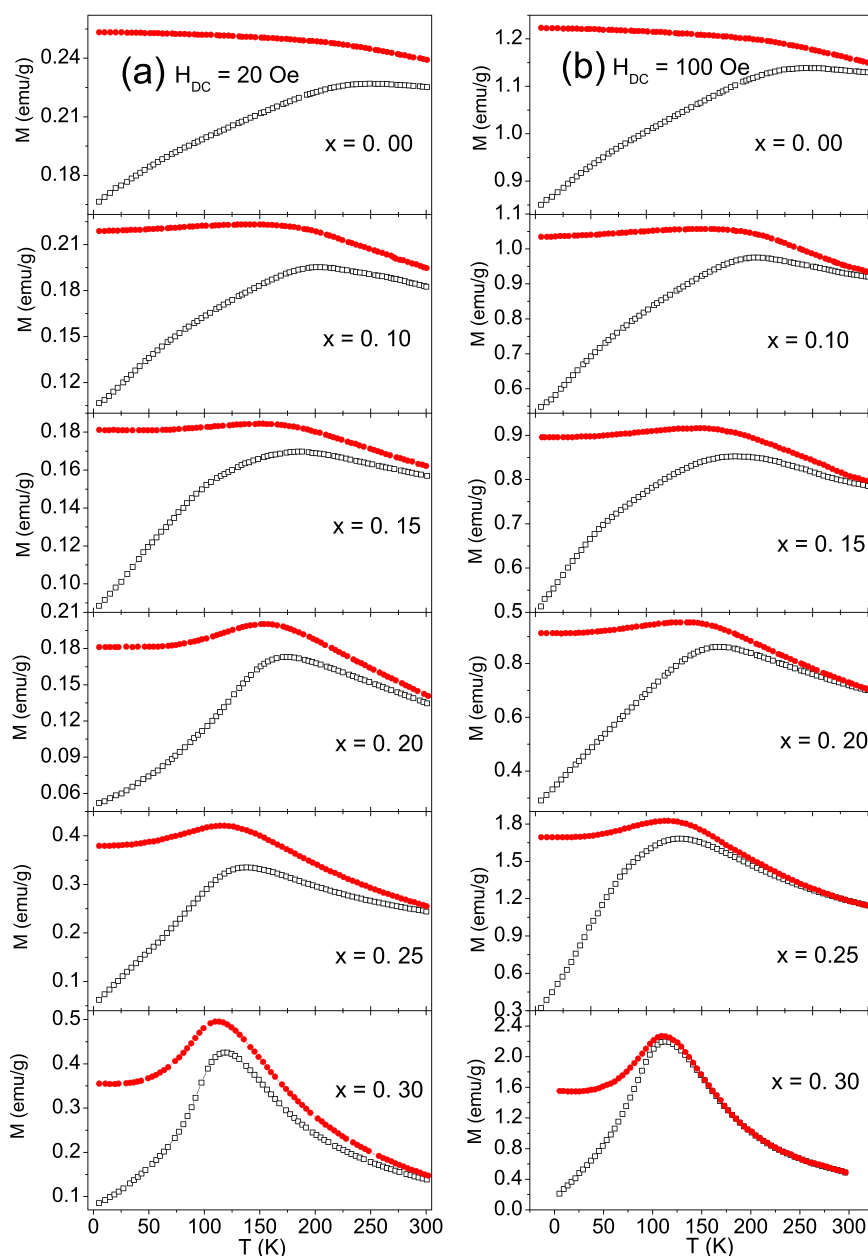 (a)
H_DC = 20 Oe
M (emu/g)
0.24
0.21
0.18
x = 0. 00
M (emu/g)
0.21
0.18
0.15
0.12
x = 0. 10
M (emu/g)
0.18
0.16
0.14
0.12
0.10
x = 0. 15
M (emu/g)
0.21
0.18
0.15
0.12
0.09
0.06
x = 0. 20
M (emu/g)
0.4
0.3
0.2
0.1
x = 0. 25
M (emu/g)
0.5
0.4
0.3
0.2
0.1
x = 0. 30
0 50 100 150 200 250 300
T (K)
(b)
H_DC = 100 Oe
M (emu/g)
1.2
1.1
1.0
0.9
x = 0.00
M (emu/g)
1.1
1.0
0.9
0.8
0.7
0.6
x = 0.10
M (emu/g)
0.9
0.8
0.7
0.6
0.5
x = 0. 15
M (emu/g)
1.0
0.8
0.6
0.4
x = 0. 20
M (emu/g)
1.8
1.5
1.2
0.9
0.6
0.3
x = 0.25
M (emu/g)
2.4
2.0
1.6
1.2
0.8
0.4
2.0
x = 0.30
0 50 100 150 200 250 300
T (K)